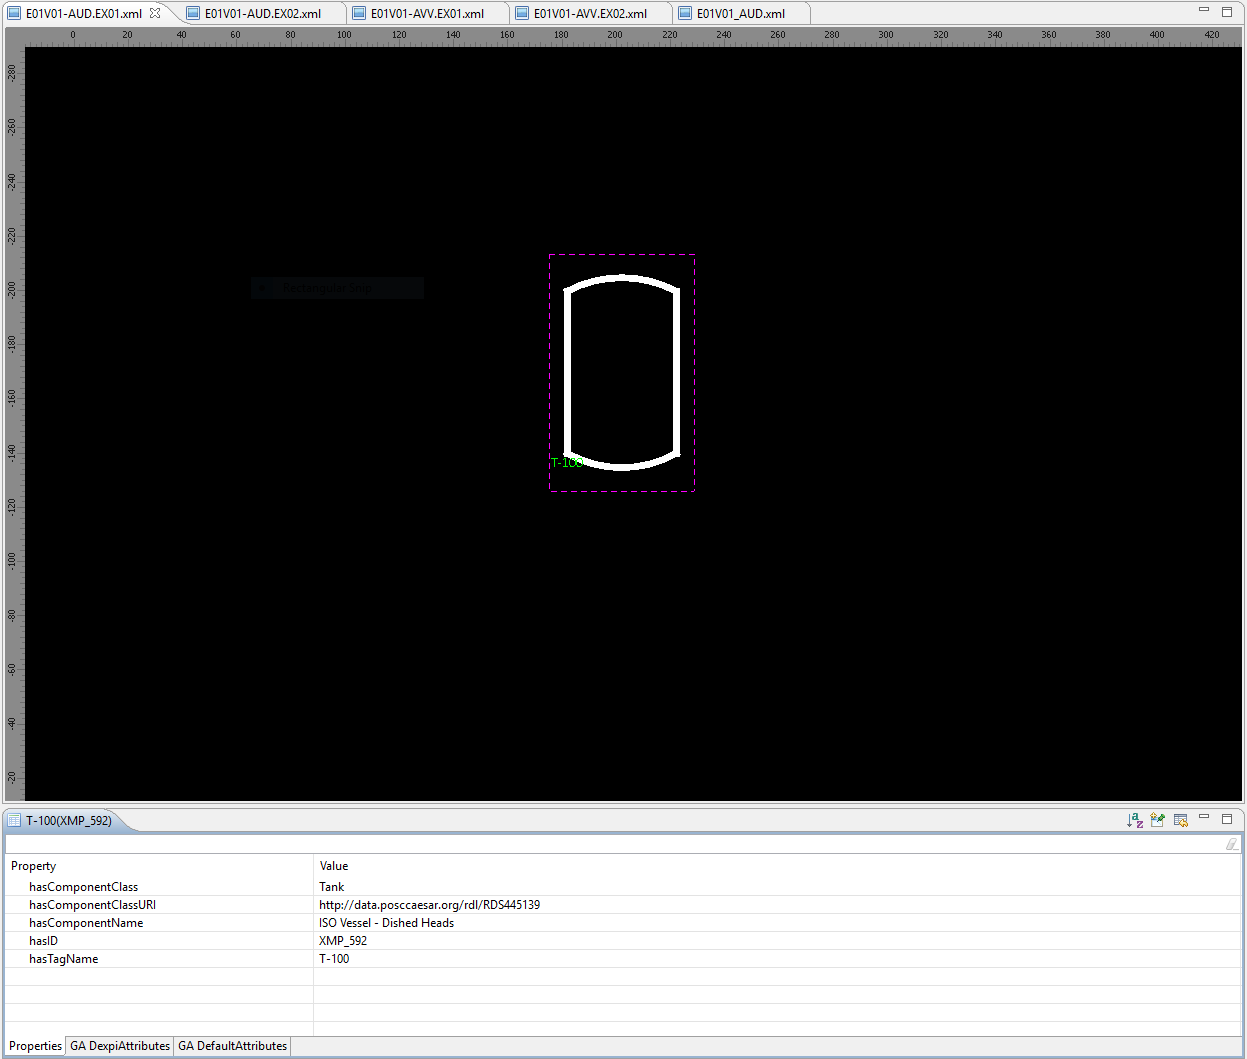 E01V01-AUD.EX01.xml E01V01-AUD.EX02.xml E01V01-AVV.EX01.xml E01V01-AVV.EX02.xml E01V01_AUD.xml
0 20 40 60 80 100 120 140 160 180 200 220 240 260 280 300 320 340 360 380 400 420
-280
-260
-240
-220
-200
-180
-160
-140
-120
-100
-80
-60
-40
-20
Rectangular Snip
T-100
T-100(XMP_592)
Property Value
hasComponentClass Tank
hasComponentClassURI http://data.posccaesar.org/rdl/RDS445139
hasComponentName ISO Vessel - Dished Heads
hasID XMP_592
hasTagName T-100
Properties GA DexpiAttributes GA DefaultAttributes